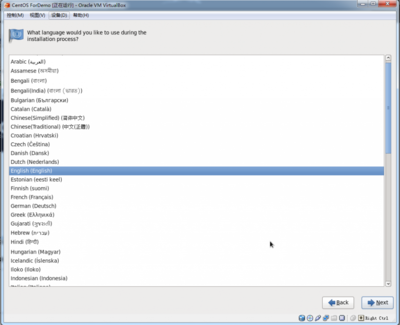 CentOS ForDemo [正在运行] - Oracle VM VirtualBox
控制(M) 视图(V) 设备(D) 帮助(H)
What language would you like to use during the
installation process?
Arabic (العربية)
Assamese (অসমীয়া)
Bengali (বাংলা)
Bengali(India) (বাংলা (ভারত))
Bulgarian (Български)
Catalan (Català)
Chinese(Simplified) (简体中文)
Chinese(Traditional) (中文(正體))
Croatian (Hrvatski)
Czech (Čeština)
Danish (Dansk)
Dutch (Nederlands)
English (English)
Estonian (eesti keel)
Finnish (suomi)
French (Français)
German (Deutsch)
Greek (Ελληνικά)
Gujarati (ગુજરાતી)
Hebrew (עברית)
Hindi (हिन्दी)
Hungarian (Magyar)
Icelandic (Íslenska)
Iloko (Iloko)
Indonesian (Indonesia)
Back Next
Right Ctrl